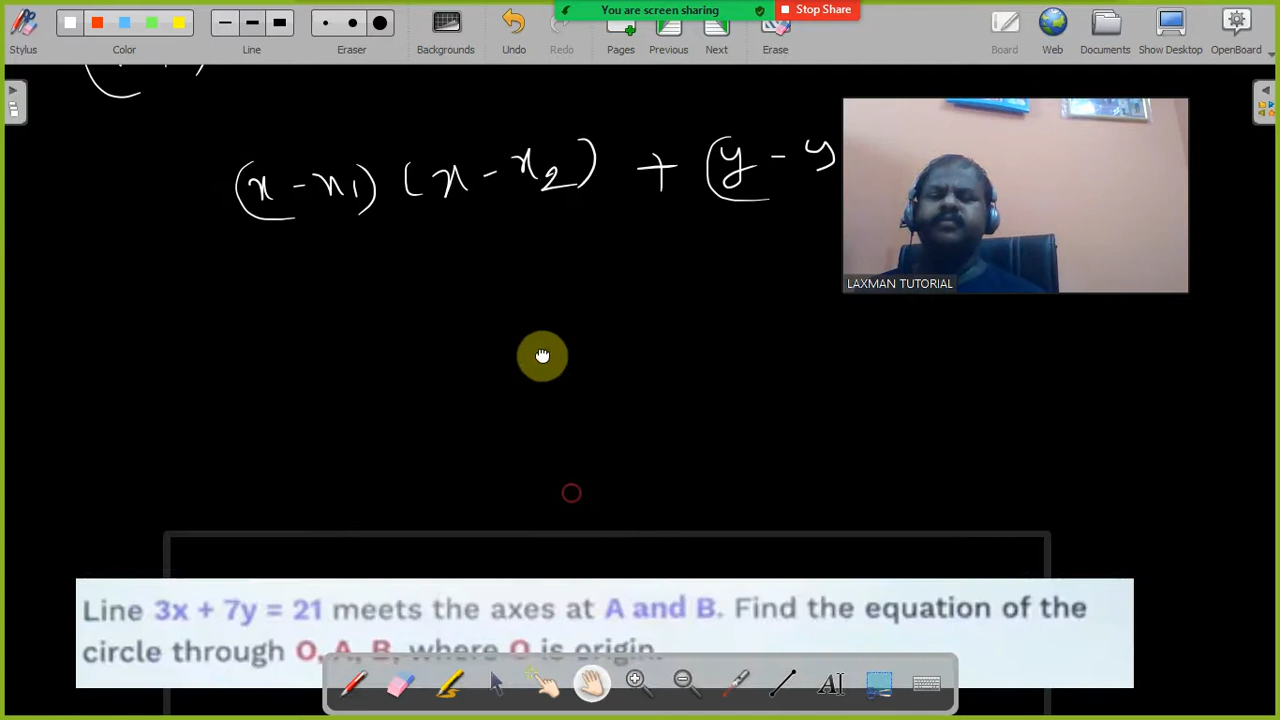 You are screen sharing Stop Share
Stylus Color Line Eraser Backgrounds Undo Redo Pages Previous Next Erase Board Web Documents Show Desktop OpenBoard
(x - x1) (x - x2) + (y - y
LAXMAN TUTORIAL
Line 3x + 7y = 21 meets the axes at A and B. Find the equation of the
circle through O, A, B, where O is origin.